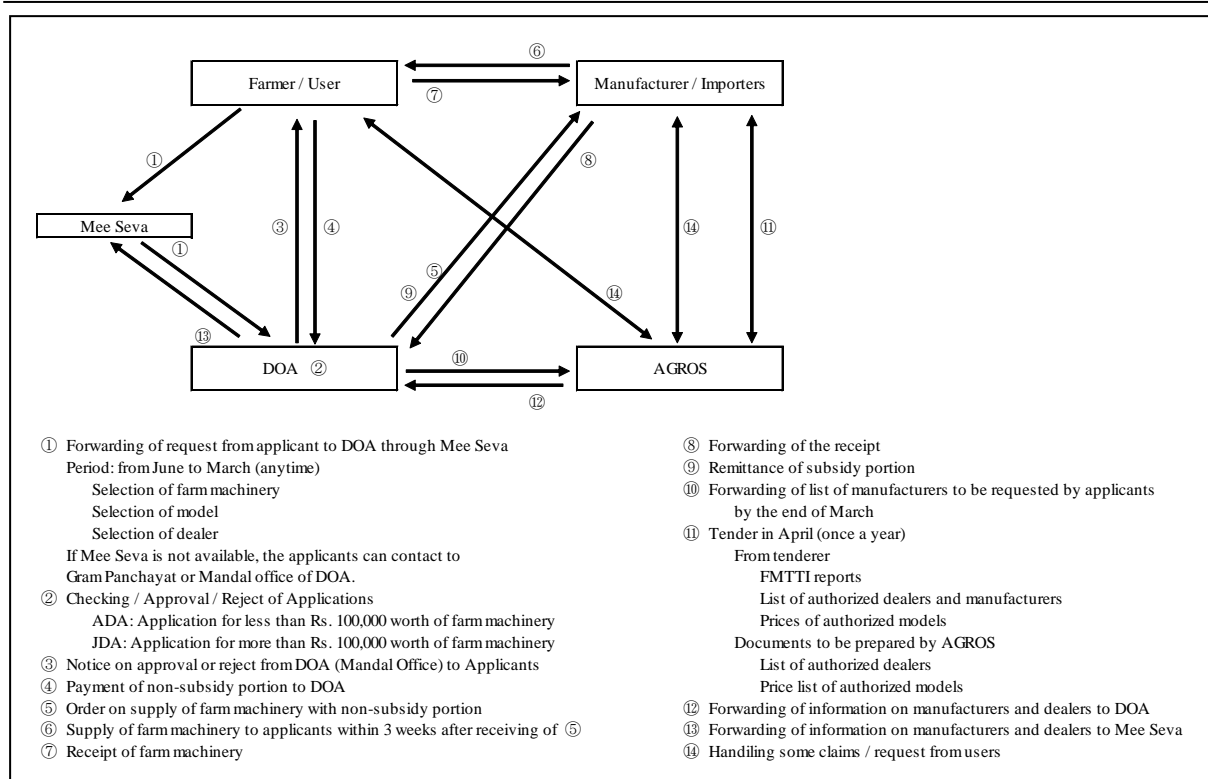 ⑥
Farmer / User
Manufacturer / Importers
⑦
①
⑧
Mee Seva
①
③
④
⑭
⑪
⑤
⑨
⑭
⑬
DOA ②
⑩
AGROS
⑫
① Forwarding of request from applicant to DOA through Mee Seva
Period: from June to March (anytime)
Selection of farm machinery
Selection of model
Selection of dealer
If Mee Seva is not available, the applicants can contact to
Gram Panchayat or Mandal office of DOA.
② Checking / Approval / Reject of Applications
ADA: Application for less than Rs. 100,000 worth of farm machinery
JDA: Application for more than Rs. 100,000 worth of farm machinery
③ Notice on approval or reject from DOA (Mandal Office) to Applicants
④ Payment of non-subsidy portion to DOA
⑤ Order on supply of farm machinery with non-subsidy portion
⑥ Supply of farm machinery to applicants within 3 weeks after receiving of ⑤
⑦ Receipt of farm machinery
⑧ Forwarding of the receipt
⑨ Remittance of subsidy portion
⑩ Forwarding of list of manufacturers to be requested by applicants
by the end of March
⑪ Tender in April (once a year)
From tenderer
FMTTI reports
List of authorized dealers and manufacturers
Prices of authorized models
Documents to be prepared by AGROS
List of authorized dealers
Price list of authorized models
⑫ Forwarding of information on manufacturers and dealers to DOA
⑬ Forwarding of information on manufacturers and dealers to Mee Seva
⑭ Handiling some claims / request from users